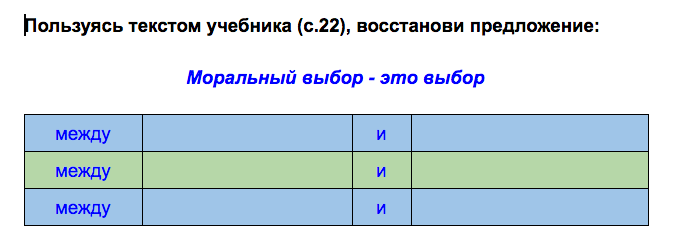 Пользуясь текстом учебника (с.22), восстанови предложение:
Моральный выбор - это выбор
между и
между и
между и